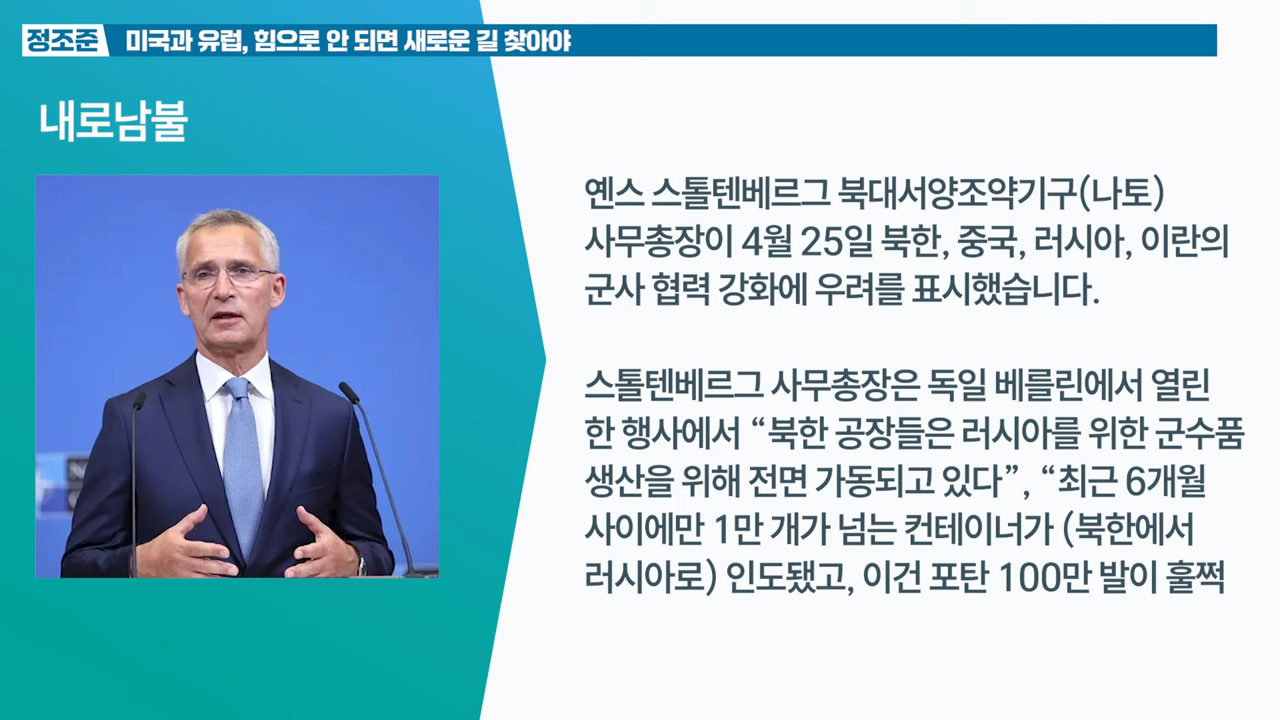 정조준 미국과 유럽, 힘으로 안 되면 새로운 길 찾아야
내로남불
옌스 스톨텐베르그 북대서양조약기구(나토)
사무총장이 4월 25일 북한, 중국, 러시아, 이란의
군사 협력 강화에 우려를 표시했습니다.
스톨텐베르그 사무총장은 독일 베를린에서 열린
한 행사에서 “북한 공장들은 러시아를 위한 군수품
생산을 위해 전면 가동되고 있다”, “최근 6개월
사이에만 1만 개가 넘는 컨테이너가 (북한에서
러시아로) 인도됐고, 이건 포탄 100만 발이 훌쩍